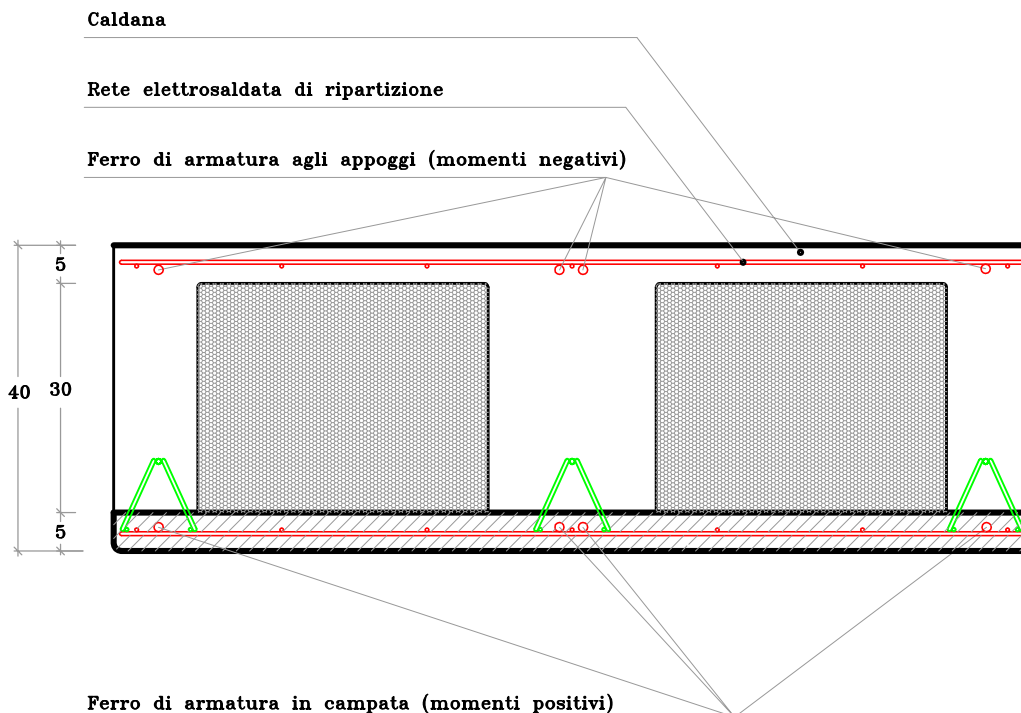 Caldana
Rete elettrosaldata di ripartizione
Ferro di armatura agli appoggi (momenti negativi)
5
40
30
5
Ferro di armatura in campata (momenti positivi)